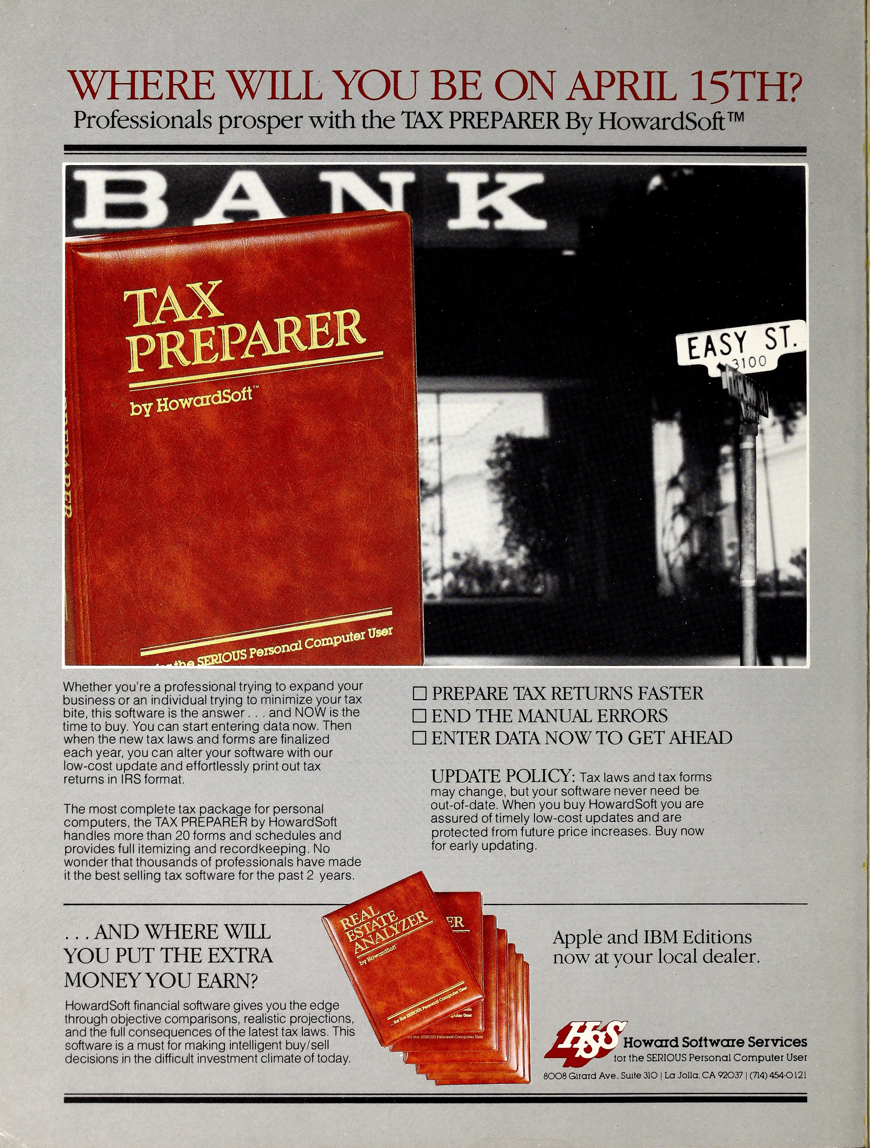 WHERE WILL YOU BE ON APRIL 15TH?
Professionals prosper with the TAX PREPARER By HowardSoft™
BANK
TAX
PREPARER
by HowardSoft™
the SERIOUS Personal Computer User
EASY ST.
3100
Whether you're a professional trying to expand your
business or an individual trying to minimize your tax
bite, this software is the answer . . . and NOW is the
time to buy. You can start entering data now. Then
when the new tax laws and forms are finalized
each year, you can alter your software with our
low-cost update and effortlessly print out tax
returns in IRS format.
The most complete tax package for personal
computers, the TAX PREPARER by HowardSoft
handles more than 20 forms and schedules and
provides full itemizing and recordkeeping. No
wonder that thousands of professionals have made
it the best selling tax software for the past 2 years.
☐ PREPARE TAX RETURNS FASTER
☐ END THE MANUAL ERRORS
☐ ENTER DATA NOW TO GET AHEAD
UPDATE POLICY: Tax laws and tax forms
may change, but your software never need be
out-of-date. When you buy HowardSoft you are
assured of timely low-cost updates and are
protected from future price increases. Buy now
for early updating.
. . . AND WHERE WILL
YOU PUT THE EXTRA
MONEY YOU EARN?
HowardSoft financial software gives you the edge
through objective comparisons, realistic projections,
and the full consequences of the latest tax laws. This
software is a must for making intelligent buy/sell
decisions in the difficult investment climate of today.
REAL
ESTATE
ANALYZER
by HowardSoft™
...for the SERIOUS Personal Computer User
ER
Apple and IBM Editions
now at your local dealer.
HSS
Howard Software Services
for the SERIOUS Personal Computer User
8008 Girard Ave. Suite 310 | La Jolla, CA 92037 | (714) 454-0121